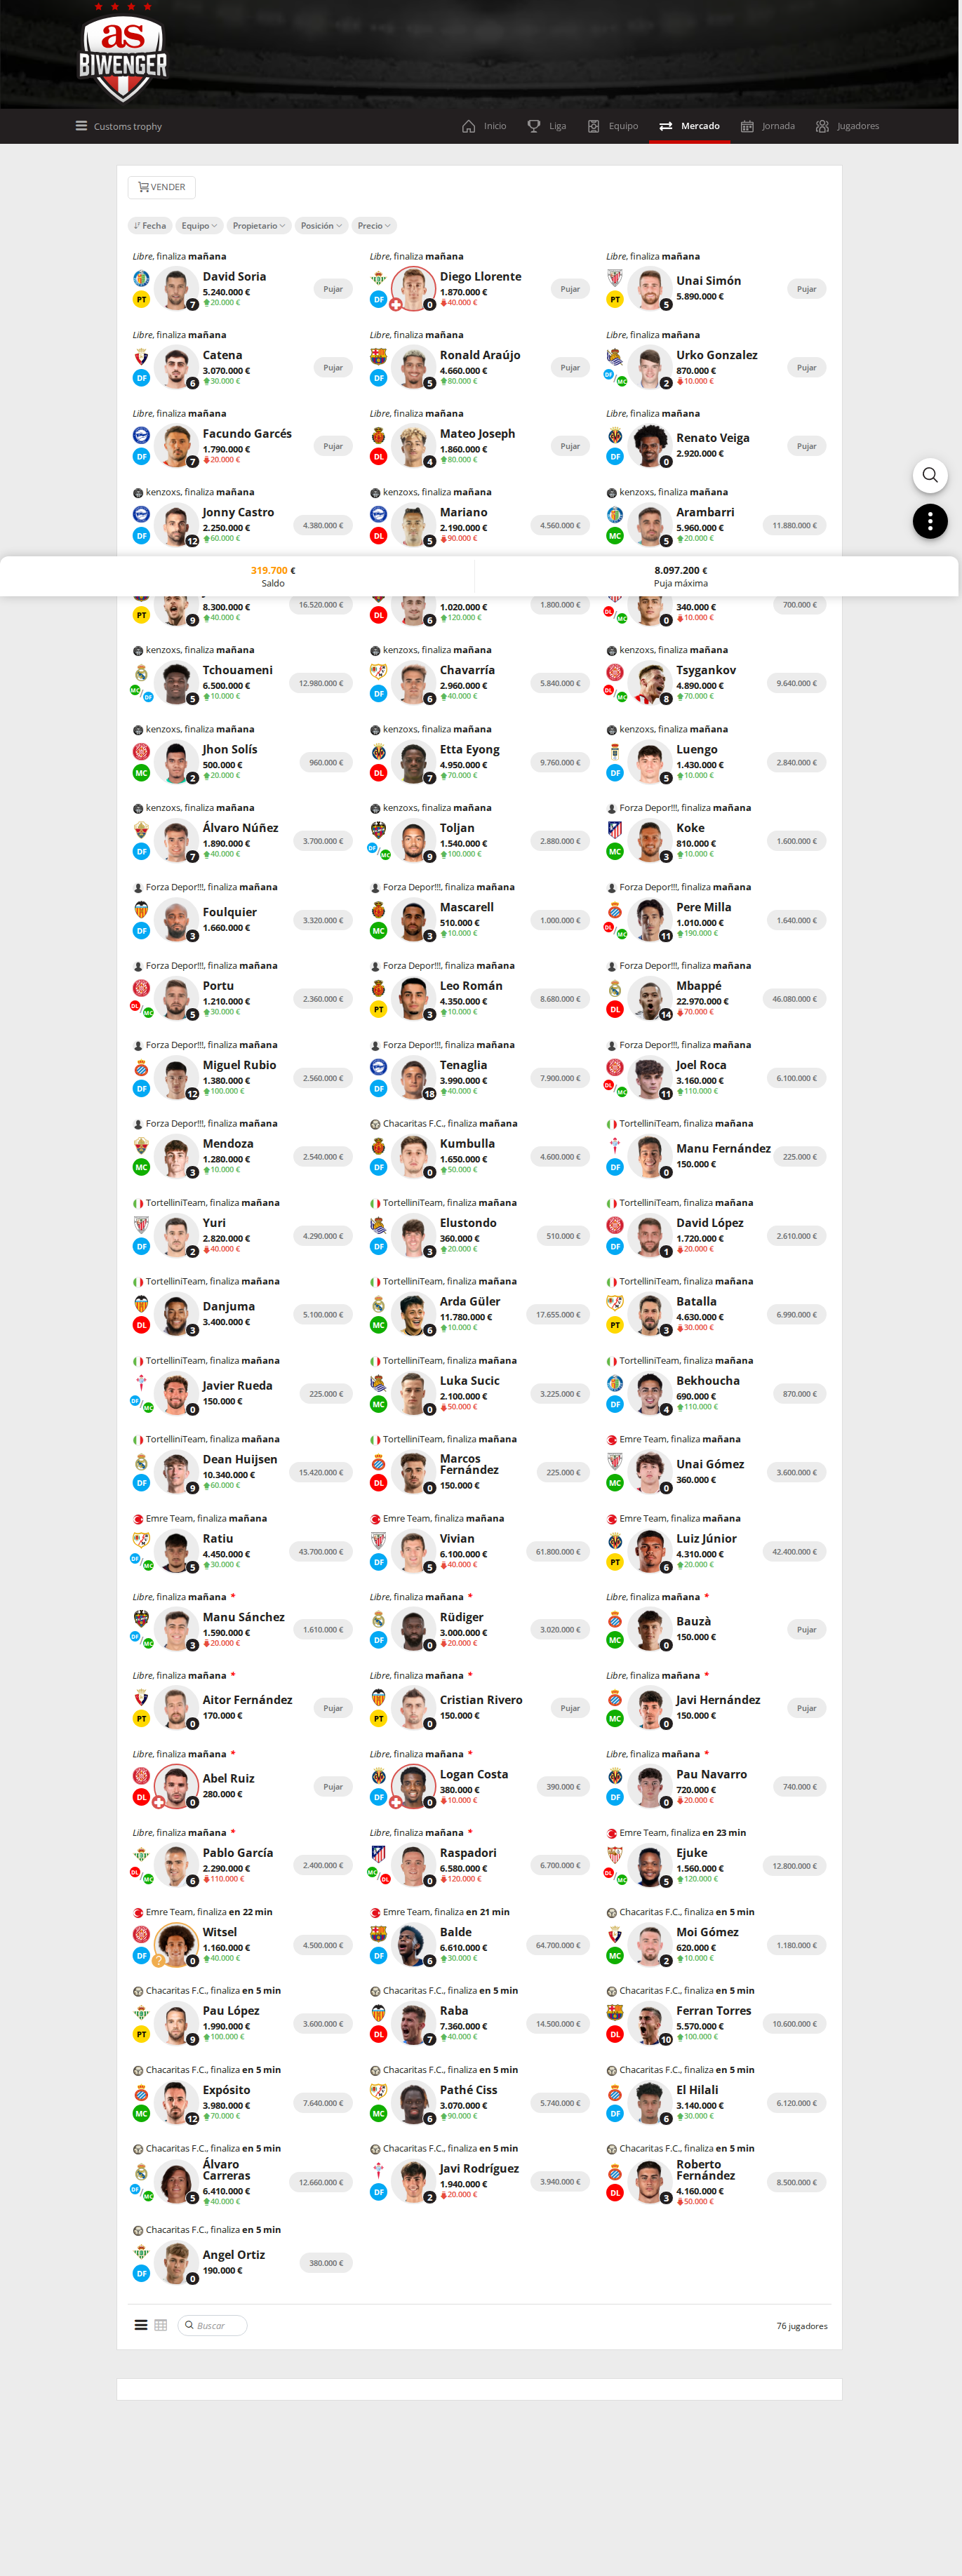 as
BIWENGER
Customs trophy
Inicio
Liga
Equipo
Mercado
Jornada
Jugadores
VENDER
Fecha
Equipo
Propietario
Posición
Precio
Libre, finaliza mañana
David Soria
5.240.000 €
20.000 €
PT
7
Pujar
Libre, finaliza mañana
Diego Llorente
1.870.000 €
40.000 €
DF
0
Pujar
Libre, finaliza mañana
Unai Simón
5.890.000 €
PT
5
Pujar
Libre, finaliza mañana
Catena
3.070.000 €
30.000 €
DF
6
Pujar
Libre, finaliza mañana
Ronald Araújo
4.660.000 €
80.000 €
DF
5
Pujar
Libre, finaliza mañana
Urko Gonzalez
870.000 €
10.000 €
DF
MC
2
Pujar
Libre, finaliza mañana
Facundo Garcés
1.790.000 €
20.000 €
DF
7
Pujar
Libre, finaliza mañana
Mateo Joseph
1.860.000 €
80.000 €
DL
4
Pujar
Libre, finaliza mañana
Renato Veiga
2.920.000 €
DF
0
Pujar
kenzoxs, finaliza mañana
Jonny Castro
2.250.000 €
60.000 €
DF
12
4.380.000 €
kenzoxs, finaliza mañana
Mariano
2.190.000 €
90.000 €
DL
5
4.560.000 €
kenzoxs, finaliza mañana
Arambarri
5.960.000 €
20.000 €
MC
5
11.880.000 €
319.700 €
Saldo
8.097.200 €
Puja máxima
8.300.000 €
40.000 €
PT
9
16.520.000 €
1.020.000 €
120.000 €
DL
6
1.800.000 €
340.000 €
10.000 €
DL
MC
0
700.000 €
kenzoxs, finaliza mañana
Tchouameni
6.500.000 €
10.000 €
MC
DF
5
12.980.000 €
kenzoxs, finaliza mañana
Chavarría
2.960.000 €
40.000 €
DF
6
5.840.000 €
kenzoxs, finaliza mañana
Tsygankov
4.890.000 €
70.000 €
DL
MC
8
9.640.000 €
kenzoxs, finaliza mañana
Jhon Solís
500.000 €
20.000 €
MC
2
960.000 €
kenzoxs, finaliza mañana
Etta Eyong
4.950.000 €
70.000 €
DL
7
9.760.000 €
kenzoxs, finaliza mañana
Luengo
1.430.000 €
10.000 €
DF
5
2.840.000 €
kenzoxs, finaliza mañana
Álvaro Núñez
1.890.000 €
40.000 €
DF
7
3.700.000 €
kenzoxs, finaliza mañana
Toljan
1.540.000 €
100.000 €
DF
MC
9
2.880.000 €
Forza Depor!!!, finaliza mañana
Koke
810.000 €
10.000 €
MC
3
1.600.000 €
Forza Depor!!!, finaliza mañana
Foulquier
1.660.000 €
DF
3
3.320.000 €
Forza Depor!!!, finaliza mañana
Mascarell
510.000 €
10.000 €
MC
3
1.000.000 €
Forza Depor!!!, finaliza mañana
Pere Milla
1.010.000 €
190.000 €
DL
MC
11
1.640.000 €
Forza Depor!!!, finaliza mañana
Portu
1.210.000 €
30.000 €
DL
MC
5
2.360.000 €
Forza Depor!!!, finaliza mañana
Leo Román
4.350.000 €
10.000 €
PT
3
8.680.000 €
Forza Depor!!!, finaliza mañana
Mbappé
22.970.000 €
70.000 €
DL
14
46.080.000 €
Forza Depor!!!, finaliza mañana
Miguel Rubio
1.380.000 €
100.000 €
DF
12
2.560.000 €
Forza Depor!!!, finaliza mañana
Tenaglia
3.990.000 €
40.000 €
DF
18
7.900.000 €
Forza Depor!!!, finaliza mañana
Joel Roca
3.160.000 €
110.000 €
DL
MC
11
6.100.000 €
Forza Depor!!!, finaliza mañana
Mendoza
1.280.000 €
10.000 €
MC
3
2.540.000 €
Chacaritas F.C., finaliza mañana
Kumbulla
1.650.000 €
50.000 €
DF
0
4.600.000 €
TortelliniTeam, finaliza mañana
Manu Fernández
150.000 €
DF
0
225.000 €
TortelliniTeam, finaliza mañana
Yuri
2.820.000 €
40.000 €
DF
2
4.290.000 €
TortelliniTeam, finaliza mañana
Elustondo
360.000 €
20.000 €
DF
3
510.000 €
TortelliniTeam, finaliza mañana
David López
1.720.000 €
20.000 €
DF
1
2.610.000 €
TortelliniTeam, finaliza mañana
Danjuma
3.400.000 €
DL
3
5.100.000 €
TortelliniTeam, finaliza mañana
Arda Güler
11.780.000 €
10.000 €
MC
6
17.655.000 €
TortelliniTeam, finaliza mañana
Batalla
4.630.000 €
30.000 €
PT
3
6.990.000 €
TortelliniTeam, finaliza mañana
Javier Rueda
150.000 €
DF
MC
0
225.000 €
TortelliniTeam, finaliza mañana
Luka Sucic
2.100.000 €
50.000 €
MC
0
3.225.000 €
TortelliniTeam, finaliza mañana
Bekhoucha
690.000 €
110.000 €
DF
4
870.000 €
TortelliniTeam, finaliza mañana
Dean Huijsen
10.340.000 €
60.000 €
DF
9
15.420.000 €
TortelliniTeam, finaliza mañana
Marcos
Fernández
150.000 €
DL
0
225.000 €
Emre Team, finaliza mañana
Unai Gómez
360.000 €
MC
0
3.600.000 €
Emre Team, finaliza mañana
Ratiu
4.450.000 €
30.000 €
DF
MC
5
43.700.000 €
Emre Team, finaliza mañana
Vivian
6.100.000 €
40.000 €
DF
5
61.800.000 €
Emre Team, finaliza mañana
Luiz Júnior
4.310.000 €
20.000 €
PT
6
42.400.000 €
Libre, finaliza mañana *
Manu Sánchez
1.590.000 €
20.000 €
DF
MC
3
1.610.000 €
Libre, finaliza mañana *
Rüdiger
3.000.000 €
20.000 €
DF
0
3.020.000 €
Libre, finaliza mañana *
Bauzà
150.000 €
MC
0
Pujar
Libre, finaliza mañana *
Aitor Fernández
170.000 €
PT
0
Pujar
Libre, finaliza mañana *
Cristian Rivero
150.000 €
PT
0
Pujar
Libre, finaliza mañana *
Javi Hernández
150.000 €
MC
0
Pujar
Libre, finaliza mañana *
Abel Ruiz
280.000 €
DL
0
Pujar
Libre, finaliza mañana *
Logan Costa
380.000 €
10.000 €
DF
0
390.000 €
Libre, finaliza mañana *
Pau Navarro
720.000 €
20.000 €
DF
0
740.000 €
Libre, finaliza mañana *
Pablo García
2.290.000 €
110.000 €
DL
MC
6
2.400.000 €
Libre, finaliza mañana *
Raspadori
6.580.000 €
120.000 €
MC
DL
0
6.700.000 €
Emre Team, finaliza en 23 min
Ejuke
1.560.000 €
120.000 €
DL
MC
5
12.800.000 €
Emre Team, finaliza en 22 min
Witsel
1.160.000 €
40.000 €
DF
?
0
4.500.000 €
Emre Team, finaliza en 21 min
Balde
6.610.000 €
30.000 €
DF
6
64.700.000 €
Chacaritas F.C., finaliza en 5 min
Moi Gómez
620.000 €
10.000 €
MC
2
1.180.000 €
Chacaritas F.C., finaliza en 5 min
Pau López
1.990.000 €
100.000 €
PT
9
3.600.000 €
Chacaritas F.C., finaliza en 5 min
Raba
7.360.000 €
40.000 €
DL
7
14.500.000 €
Chacaritas F.C., finaliza en 5 min
Ferran Torres
5.570.000 €
100.000 €
DL
10
10.600.000 €
Chacaritas F.C., finaliza en 5 min
Expósito
3.980.000 €
70.000 €
MC
12
7.640.000 €
Chacaritas F.C., finaliza en 5 min
Pathé Ciss
3.070.000 €
90.000 €
MC
6
5.740.000 €
Chacaritas F.C., finaliza en 5 min
El Hilali
3.140.000 €
30.000 €
DF
6
6.120.000 €
Chacaritas F.C., finaliza en 5 min
Álvaro
Carreras
6.410.000 €
40.000 €
DF
MC
5
12.660.000 €
Chacaritas F.C., finaliza en 5 min
Javi Rodríguez
1.940.000 €
20.000 €
DF
2
3.940.000 €
Chacaritas F.C., finaliza en 5 min
Roberto
Fernández
4.160.000 €
50.000 €
DL
3
8.500.000 €
Chacaritas F.C., finaliza en 5 min
Angel Ortiz
190.000 €
DF
0
380.000 €
Buscar
76 jugadores